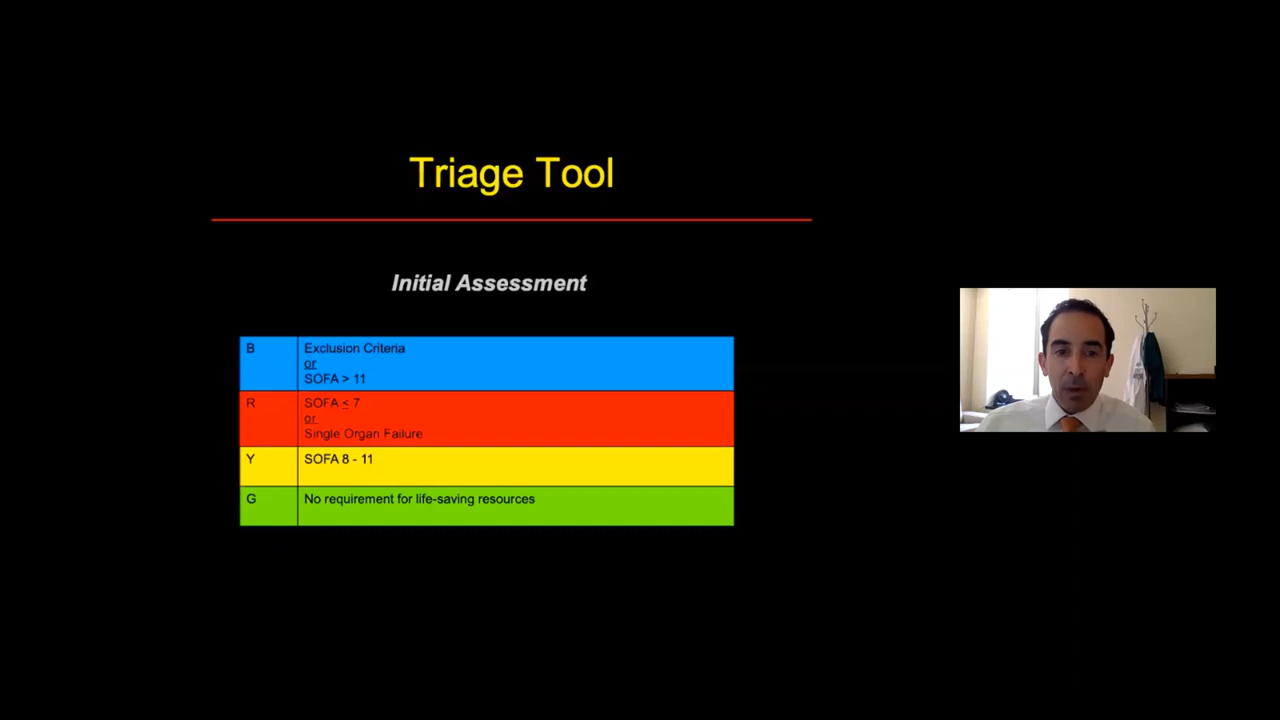 Triage Tool
Initial Assessment
B
Exclusion Criteria
or
SOFA > 11
R
SOFA ≤ 7
or
Single Organ Failure
Y
SOFA 8 - 11
G
No requirement for life-saving resources